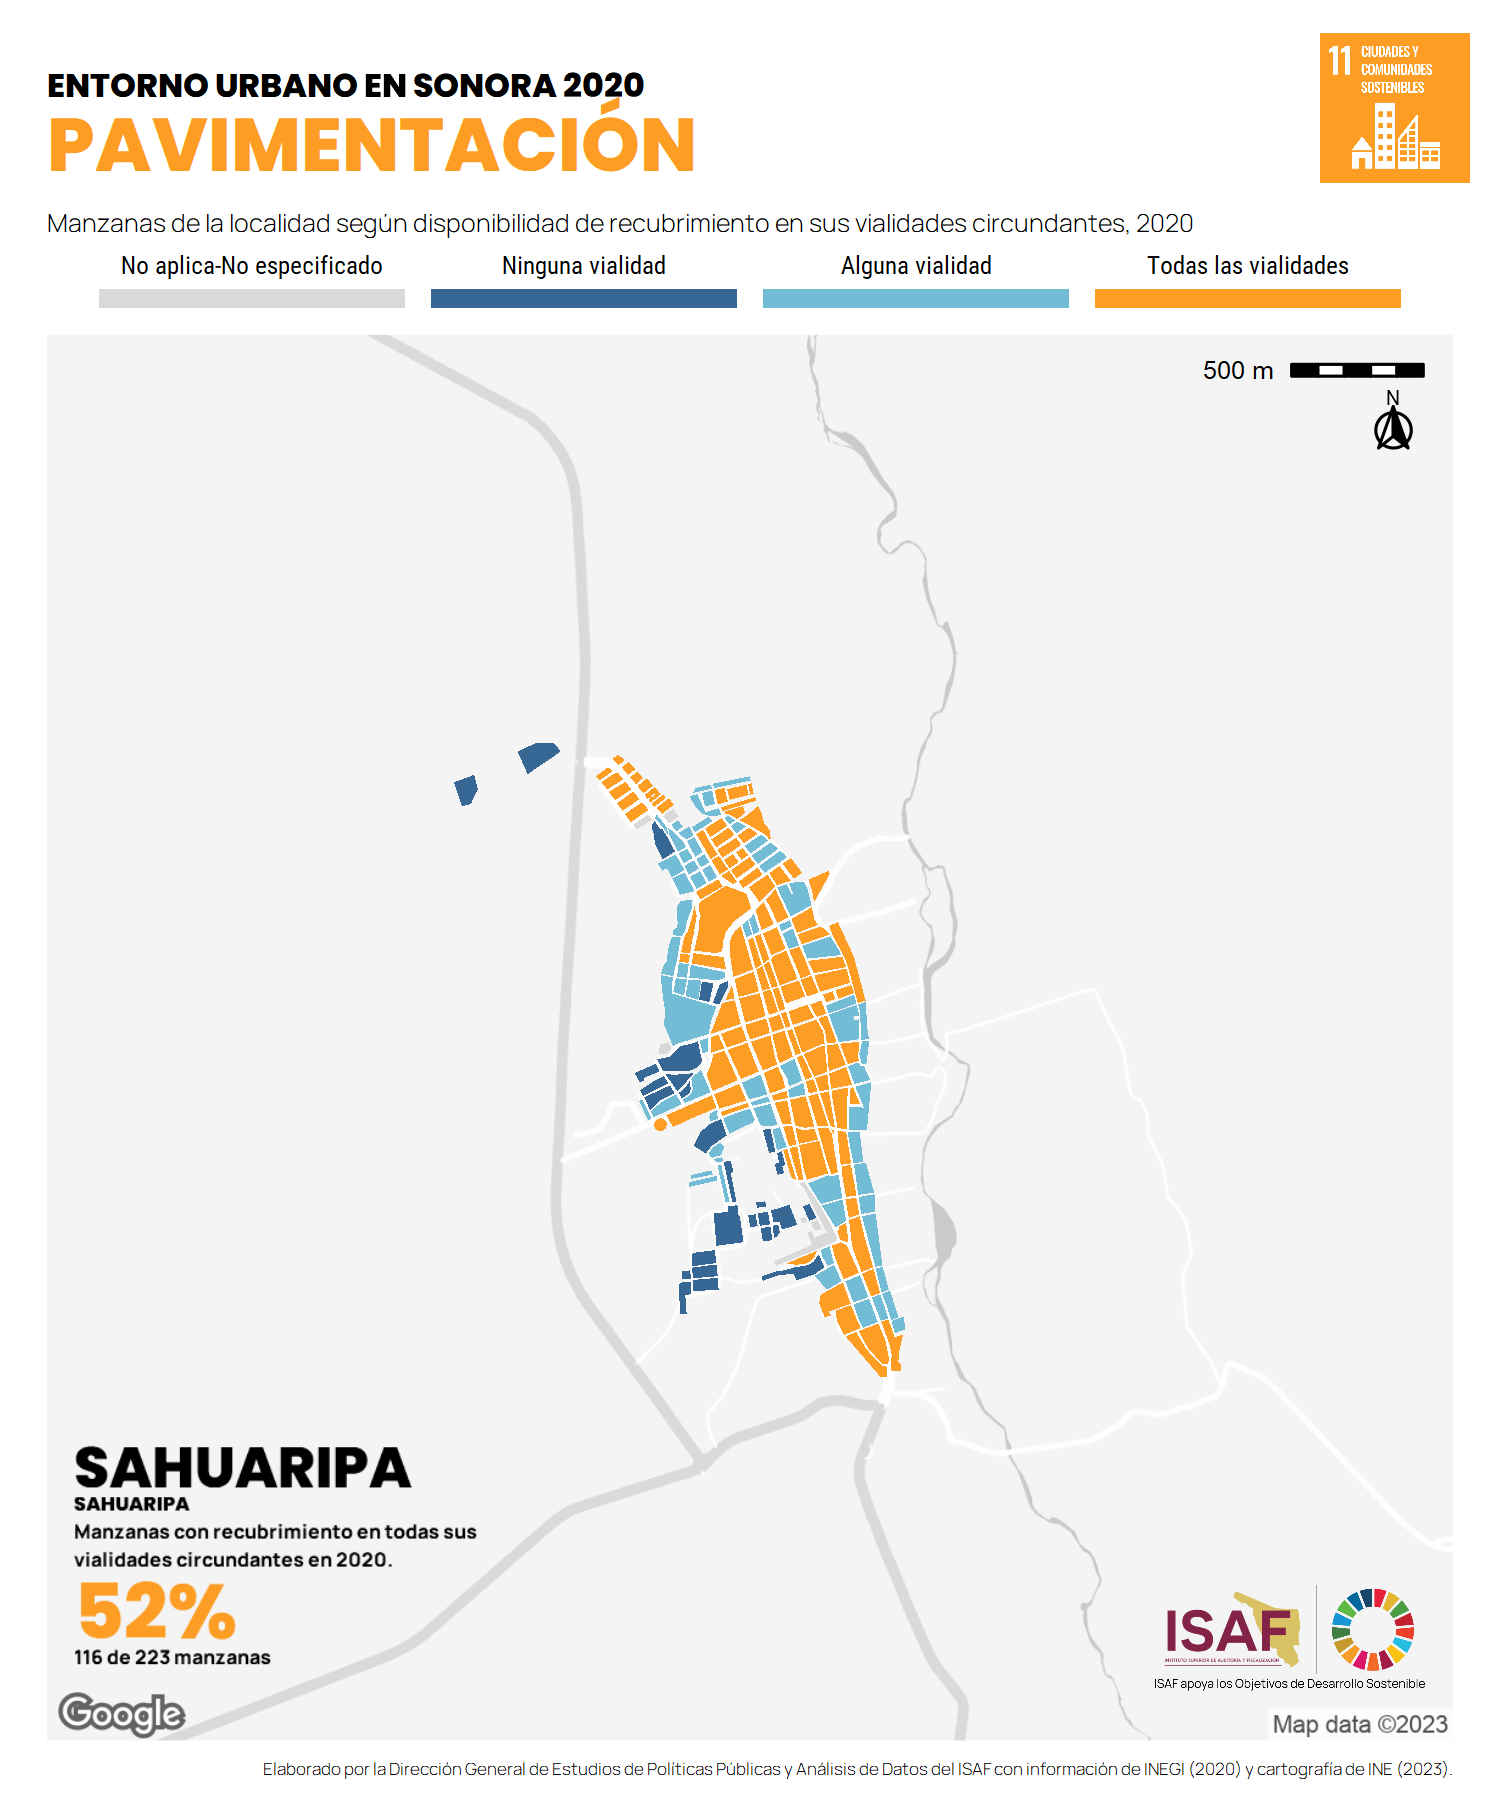 ENTORNO URBANO EN SONORA 2020
PAVIMENTACIÓN
11 CIUDADES Y
COMUNIDADES
SOSTENIBLES
Manzanas de la localidad según disponibilidad de recubrimiento en sus vialidades circundantes, 2020
No aplica-No especificado
Ninguna vialidad
Alguna vialidad
Todas las vialidades
500 m
N
SAHUARIPA
SAHUARIPA
Manzanas con recubrimiento en todas sus
vialidades circundantes en 2020.
52%
116 de 223 manzanas
Google
ISAF
INSTITUTO SUPERIOR DE AUDITORÍA Y FISCALIZACIÓN
ISAF apoya los Objetivos de Desarrollo Sostenible
Map data ©2023
Elaborado por la Dirección General de Estudios de Políticas Públicas y Análisis de Datos del ISAF con información de INEGI (2020) y cartografía de INE (2023).